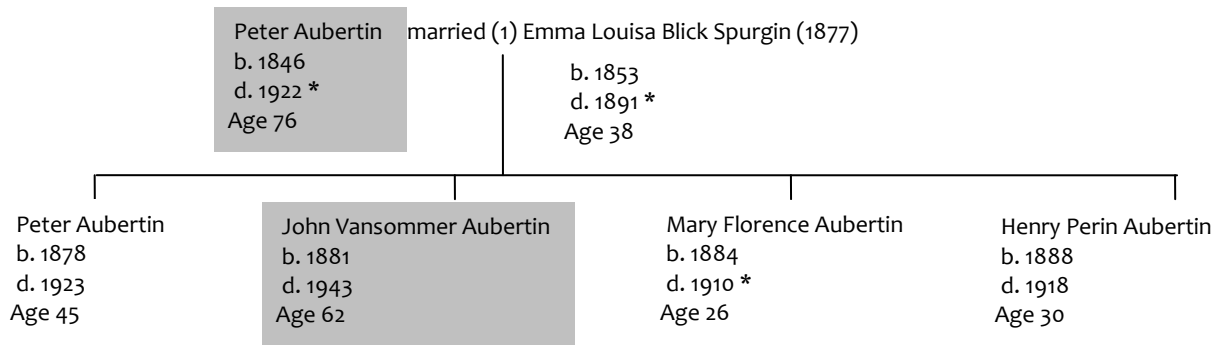 Peter Aubertin married (1) Emma Louisa Blick Spurgin (1877)
b. 1846
d. 1922 *
Age 76
b. 1853
d. 1891 *
Age 38
Peter Aubertin
b. 1878
d. 1923
Age 45
John Vansommer Aubertin
b. 1881
d. 1943
Age 62
Mary Florence Aubertin
b. 1884
d. 1910 *
Age 26
Henry Perin Aubertin
b. 1888
d. 1918
Age 30